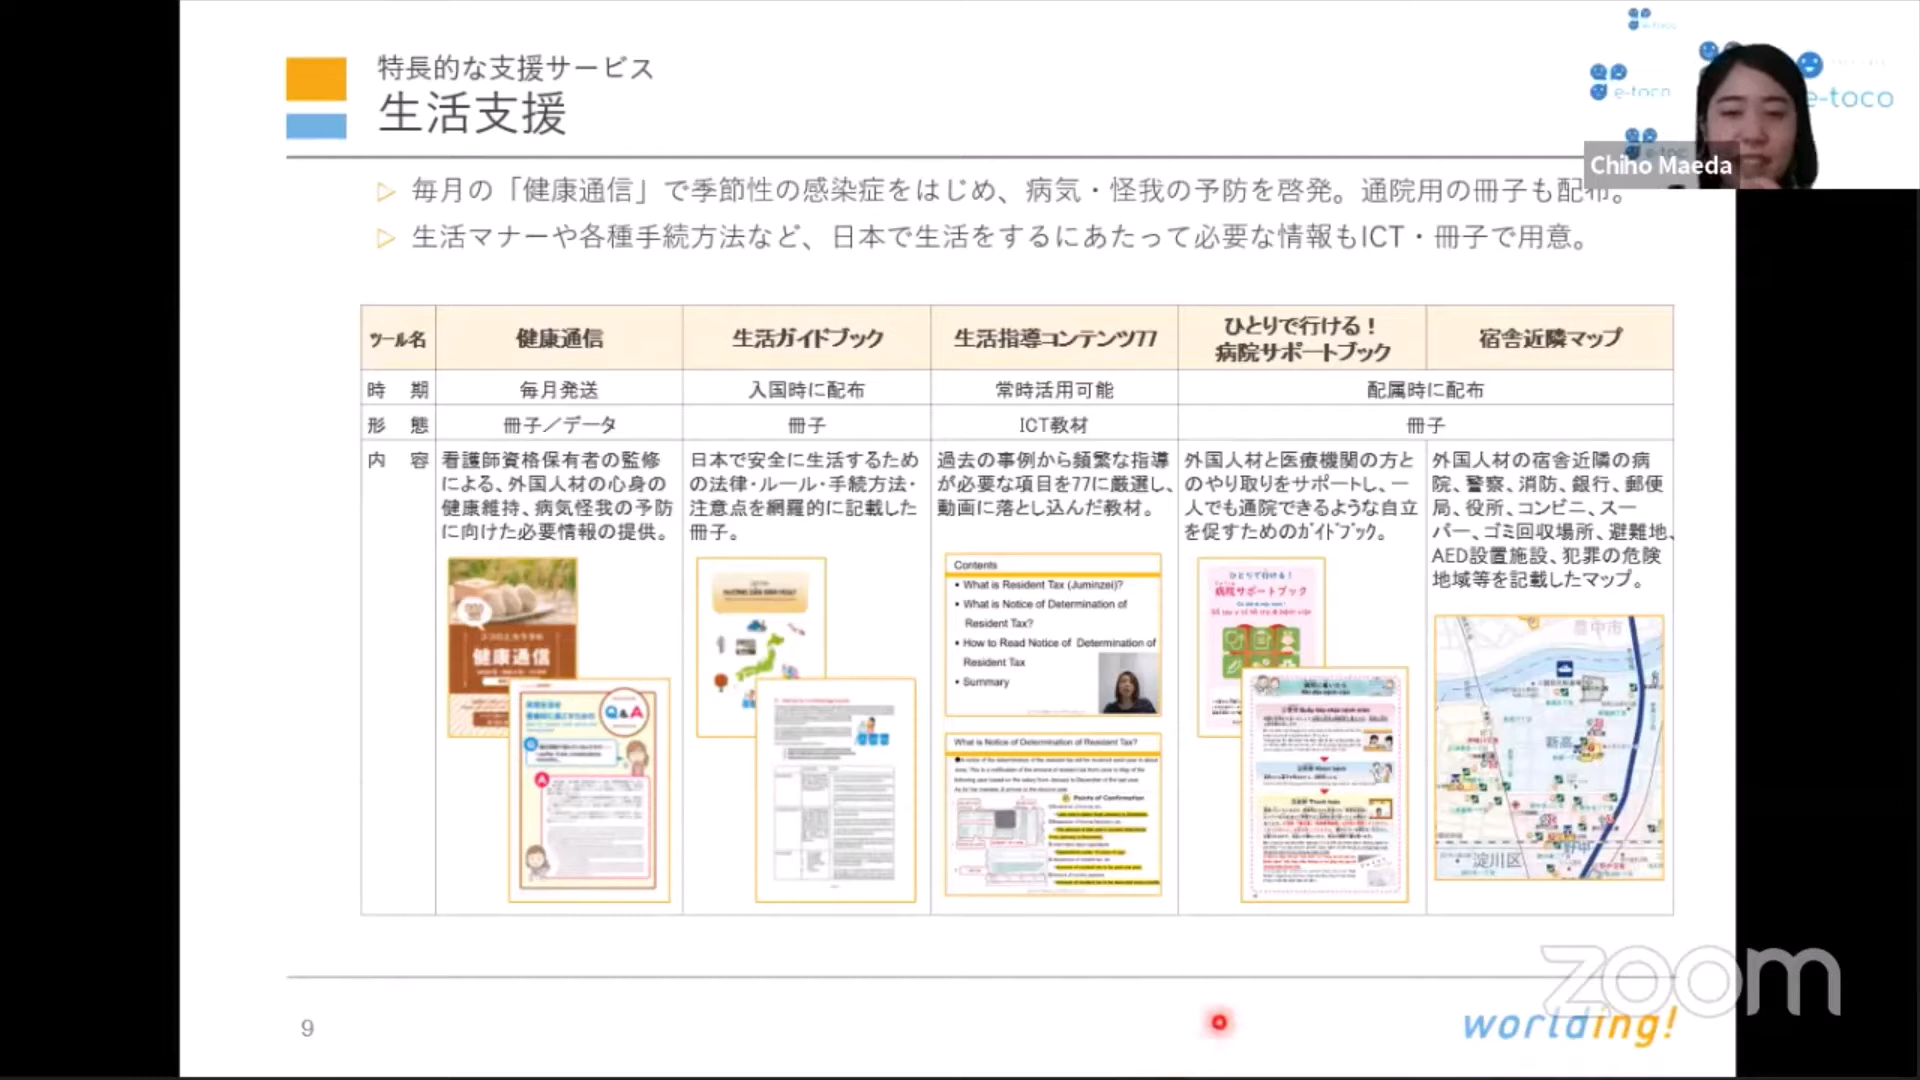 特長的な支援サービス
生活支援
e-toco
e-toco
Chiho Maeda
▷ 毎月の「健康通信」で季節性の感染症をはじめ、病気・怪我の予防を啓発。通院用の冊子も配布。
▷ 生活マナーや各種手続方法など、日本で生活をするにあたって必要な情報もICT・冊子で用意。
ツール名
健康通信
生活ガイドブック
生活指導コンテンツ77
ひとりで行ける！
病院サポートブック
宿舎近隣マップ
時 期
毎月発送
入国時に配布
常時活用可能
配属時に配布
形 態
冊子／データ
冊子
ICT教材
冊子
内 容
看護師資格保有者の監修
による、外国人材の心身の
健康維持、病気怪我の予防
に向けた必要情報の提供。
日本で安全に生活するため
の法律・ルール・手続方法・
注意点を網羅的に記載した
冊子。
過去の事例から頻繁な指導
が必要な項目を77に厳選し、
動画に落とし込んだ教材。
外国人材と医療機関の方と
のやり取りをサポートし、一
人でも通院できるような自立
を促すためのガイドブック。
外国人材の宿舎近隣の病
院、警察、消防、銀行、郵便
局、役所、コンビニ、スー
パー、ゴミ回収場所、避難地、
AED設置施設、犯罪の危険
地域等を記載したマップ。
健康通信
Q&A
Contents
▪ What is Resident Tax (Juminzei)?
▪ What is Notice of Determination of
Resident Tax?
▪ How to Read Notice of Determination of
Resident Tax
▪ Summary
What is Notice of Determination of Resident Tax?
Points of Confirmation
ひとりで行ける！
病院サポートブック
豊中市
新高
野中
淀川区
9
zoom
worlding!